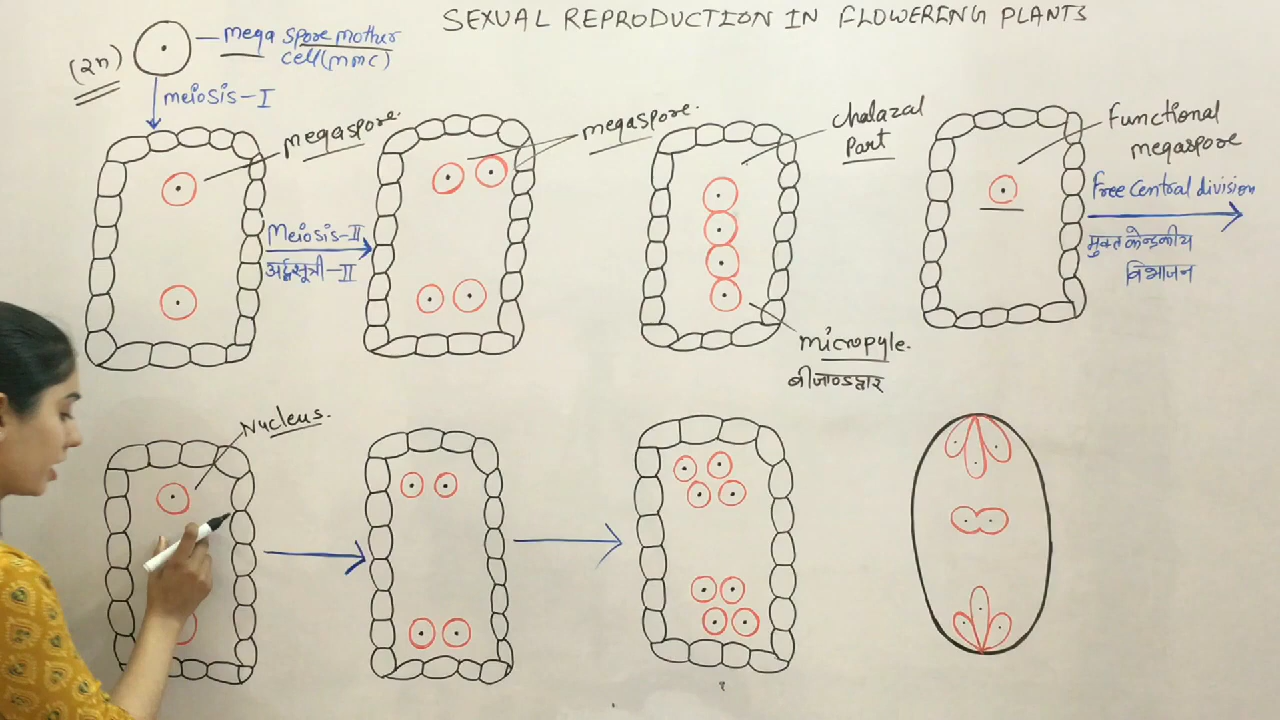 SEXUAL REPRODUCTION IN FLOWERING PLANTS
(2n)
mega spore mother
cell (mmc)
meiosis-I
megaspore.
megaspore.
chalazal
Part
Functional
megaspore
Meiosis-II
अर्द्धसूत्री-II
Free Central division
मुक्त केन्द्रकीय
विभाजन
micropyle.
बीजाण्डद्वार
Nucleus.